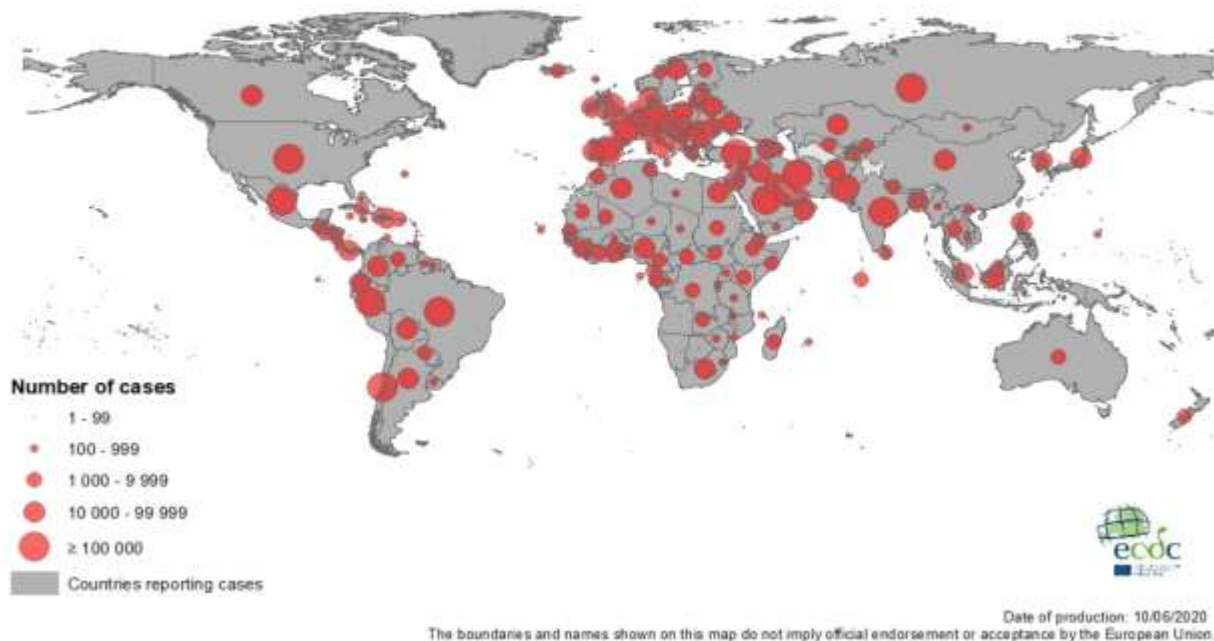 Number of cases
1 - 99
100 - 999
1 000 - 9 999
10 000 - 99 999
≥ 100 000
Countries reporting cases
ecdc
Date of production: 10/06/2020
The boundaries and names shown on this map do not imply official endorsement or acceptance by the European Union